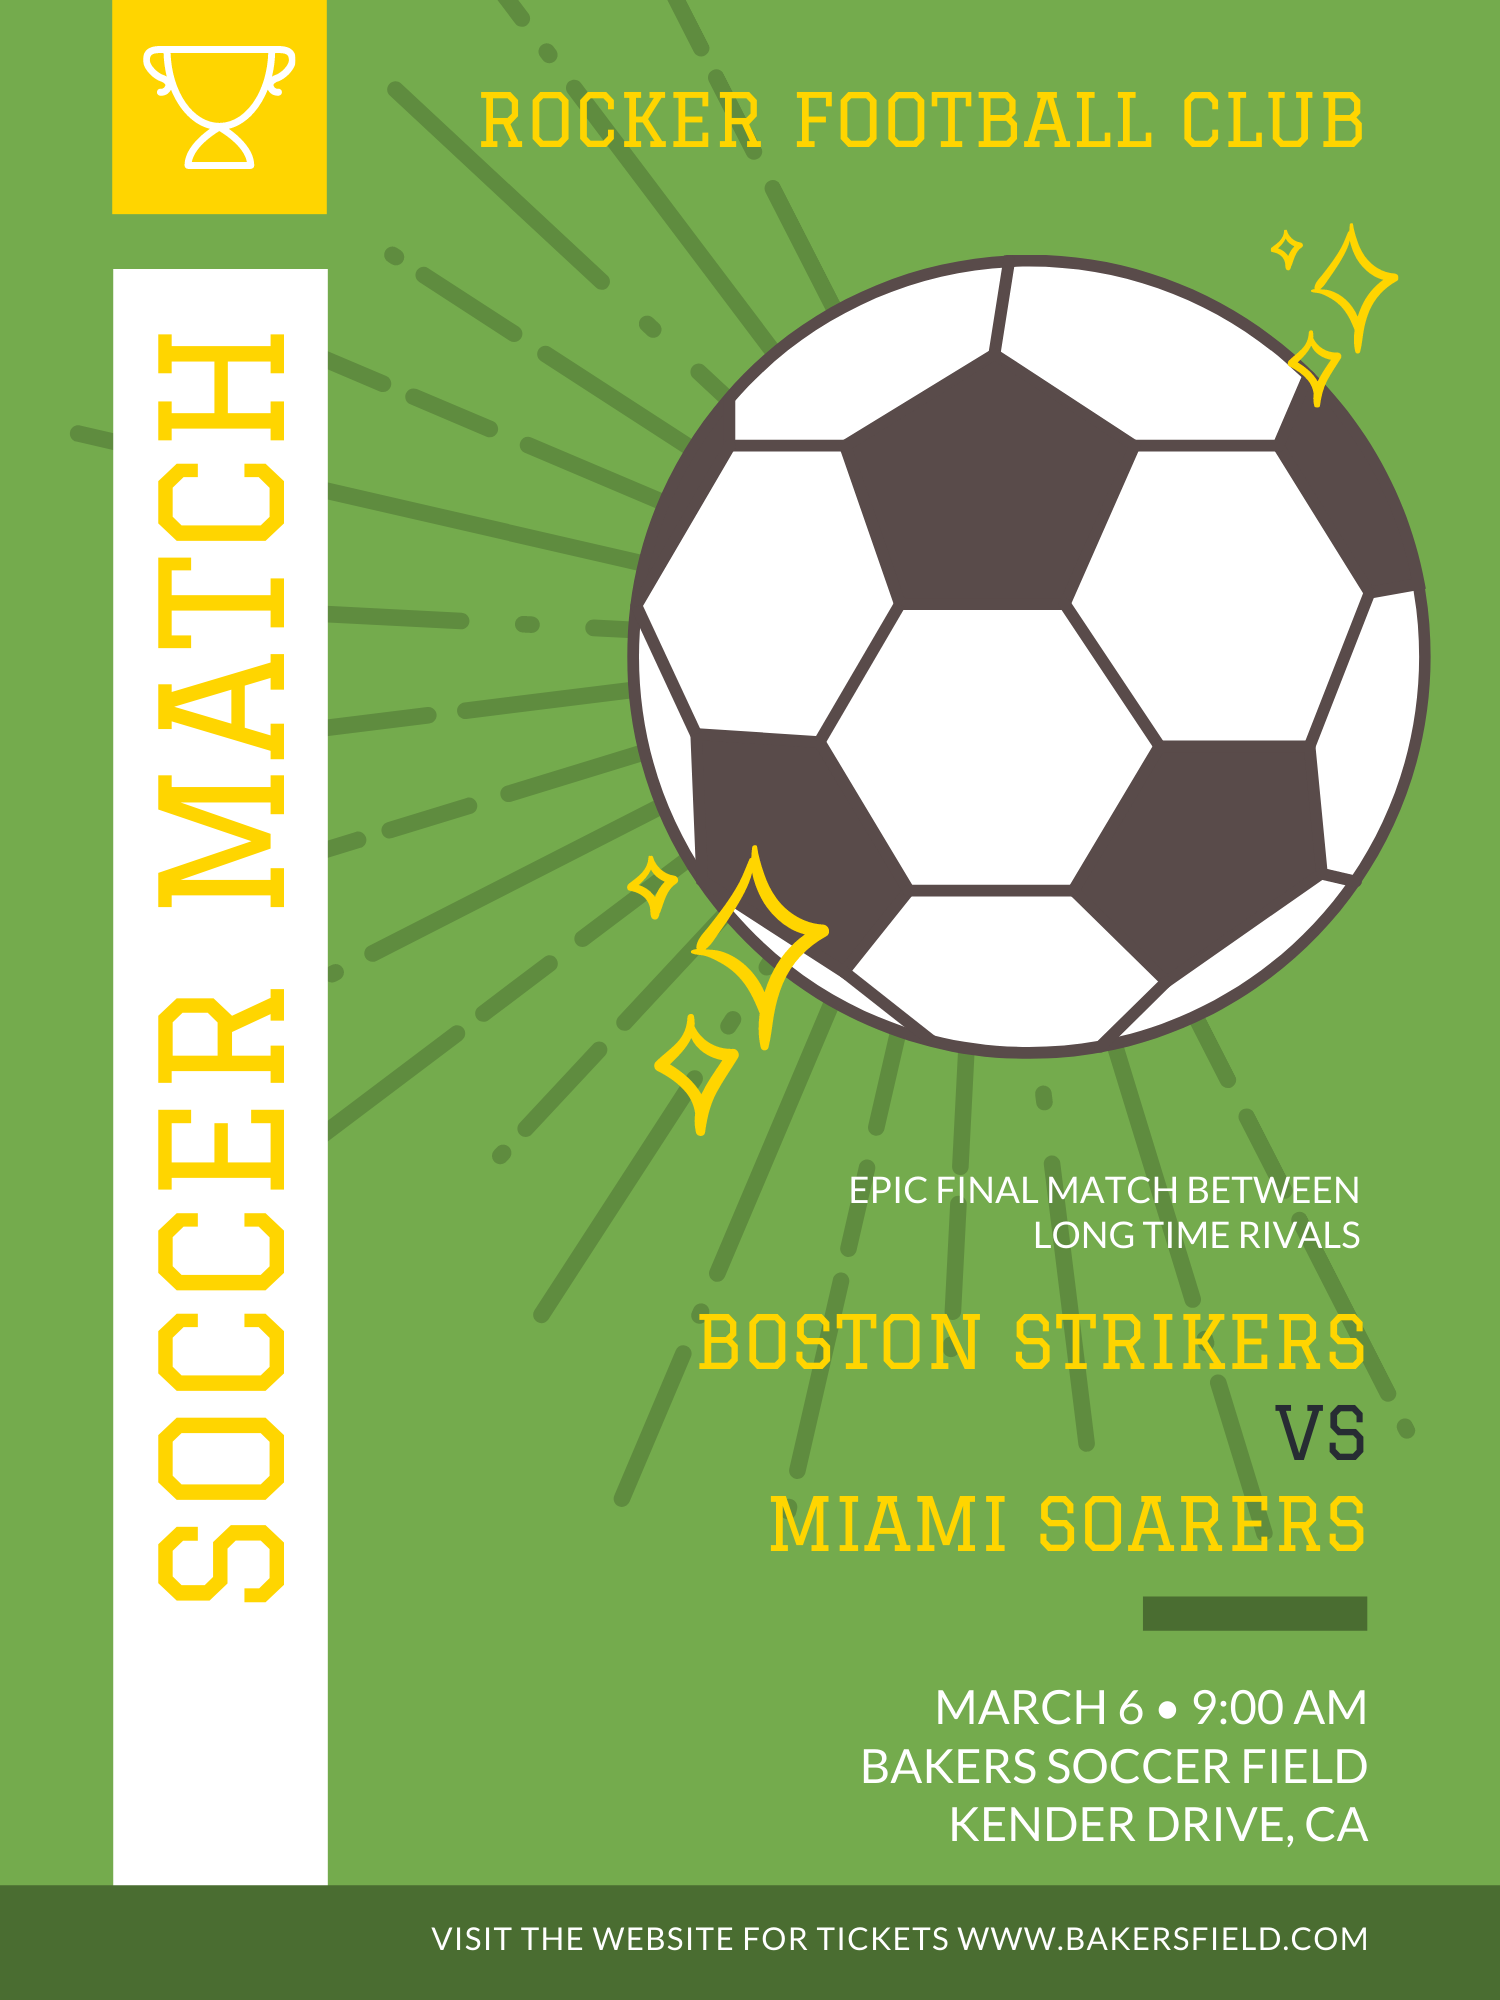 ROCKER FOOTBALL CLUB
SOCCER MATCH
EPIC FINAL MATCH BETWEEN
LONG TIME RIVALS
BOSTON STRIKERS
VS
MIAMI SOARERS
MARCH 6 • 9:00 AM
BAKERS SOCCER FIELD
KENDER DRIVE, CA
VISIT THE WEBSITE FOR TICKETS WWW.BAKERSFIELD.COM